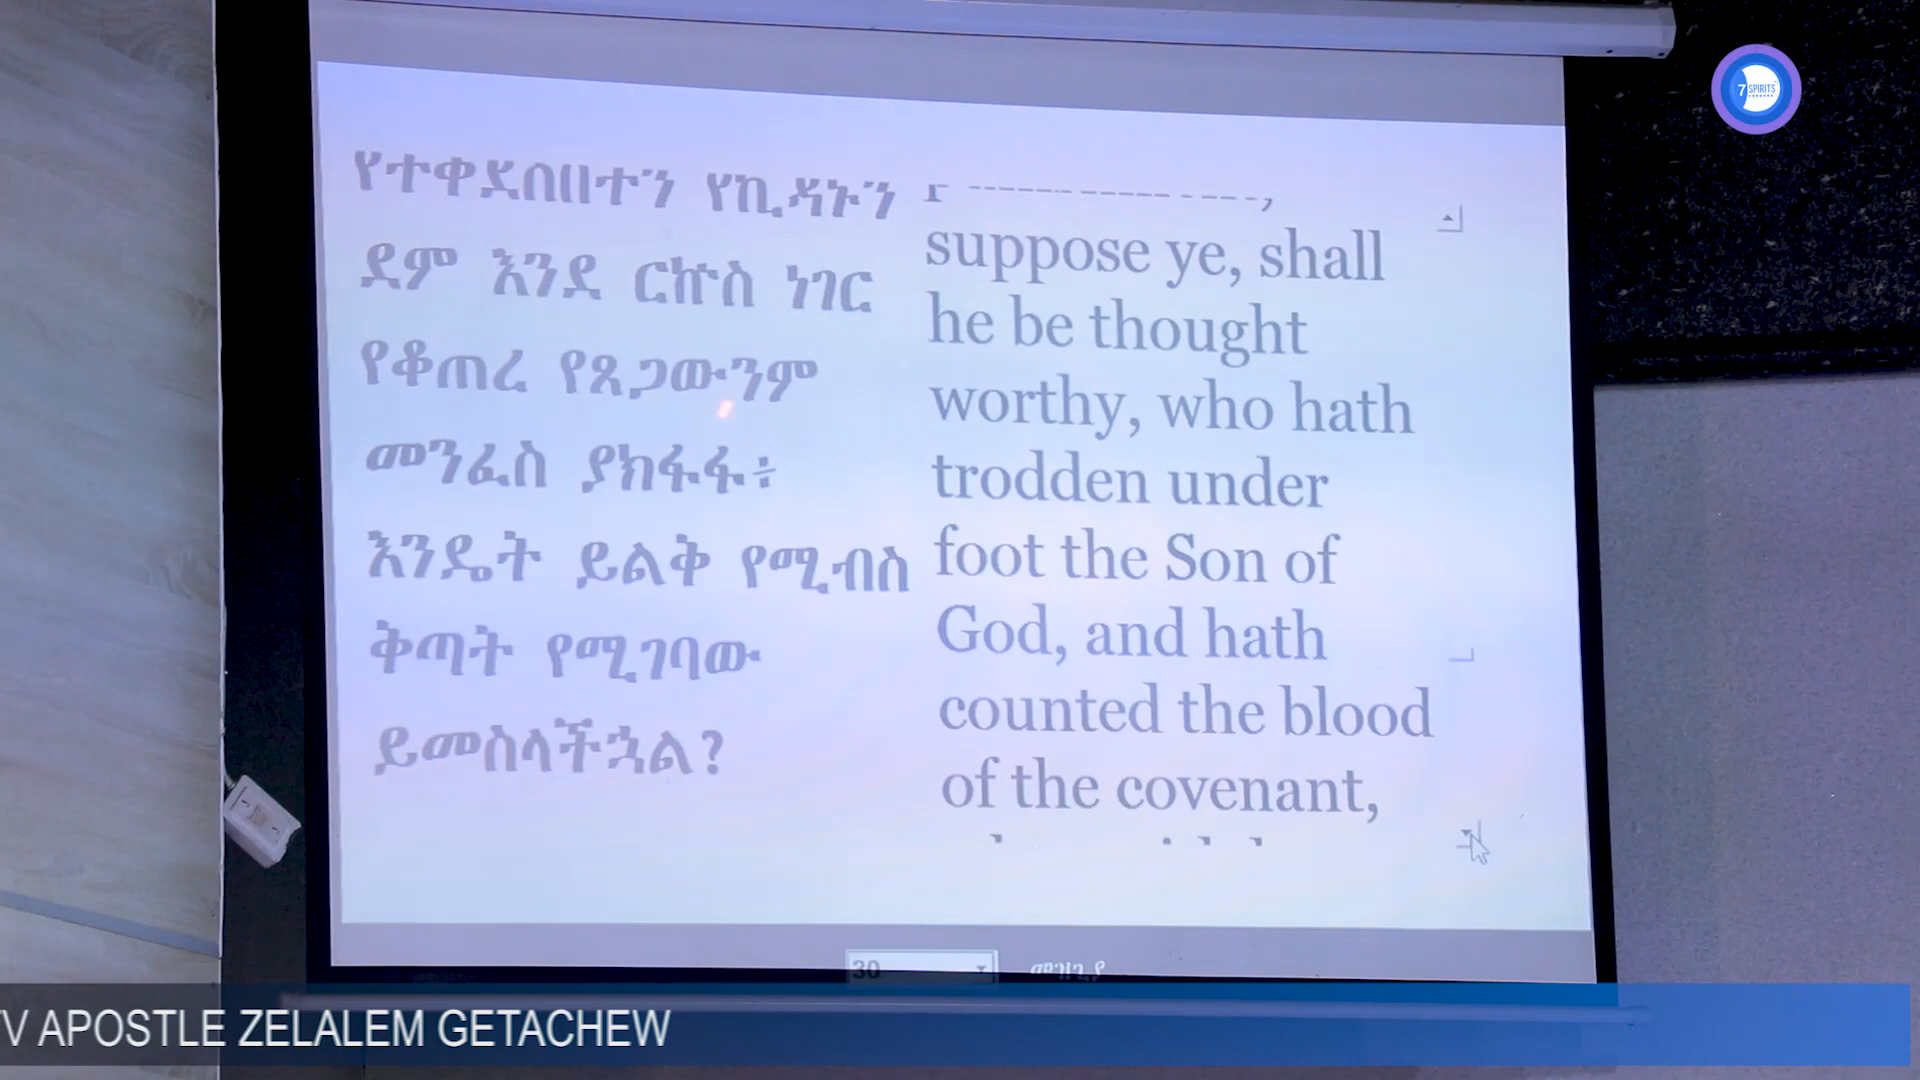 የተቀደሰበትን የኪዳኑን
ደም እንደ ርኩስ ነገር
የቆጠረ የጸጋውንም
መንፈስ ያክፋፋ፥
እንዴት ይልቅ የሚብስ
ቅጣት የሚገባው
ይመስላችኋል?
suppose ye, shall
he be thought
worthy, who hath
trodden under
foot the Son of
God, and hath
counted the blood
of the covenant,
30
7 SPIRITS
V APOSTLE ZELALEM GETACHEW